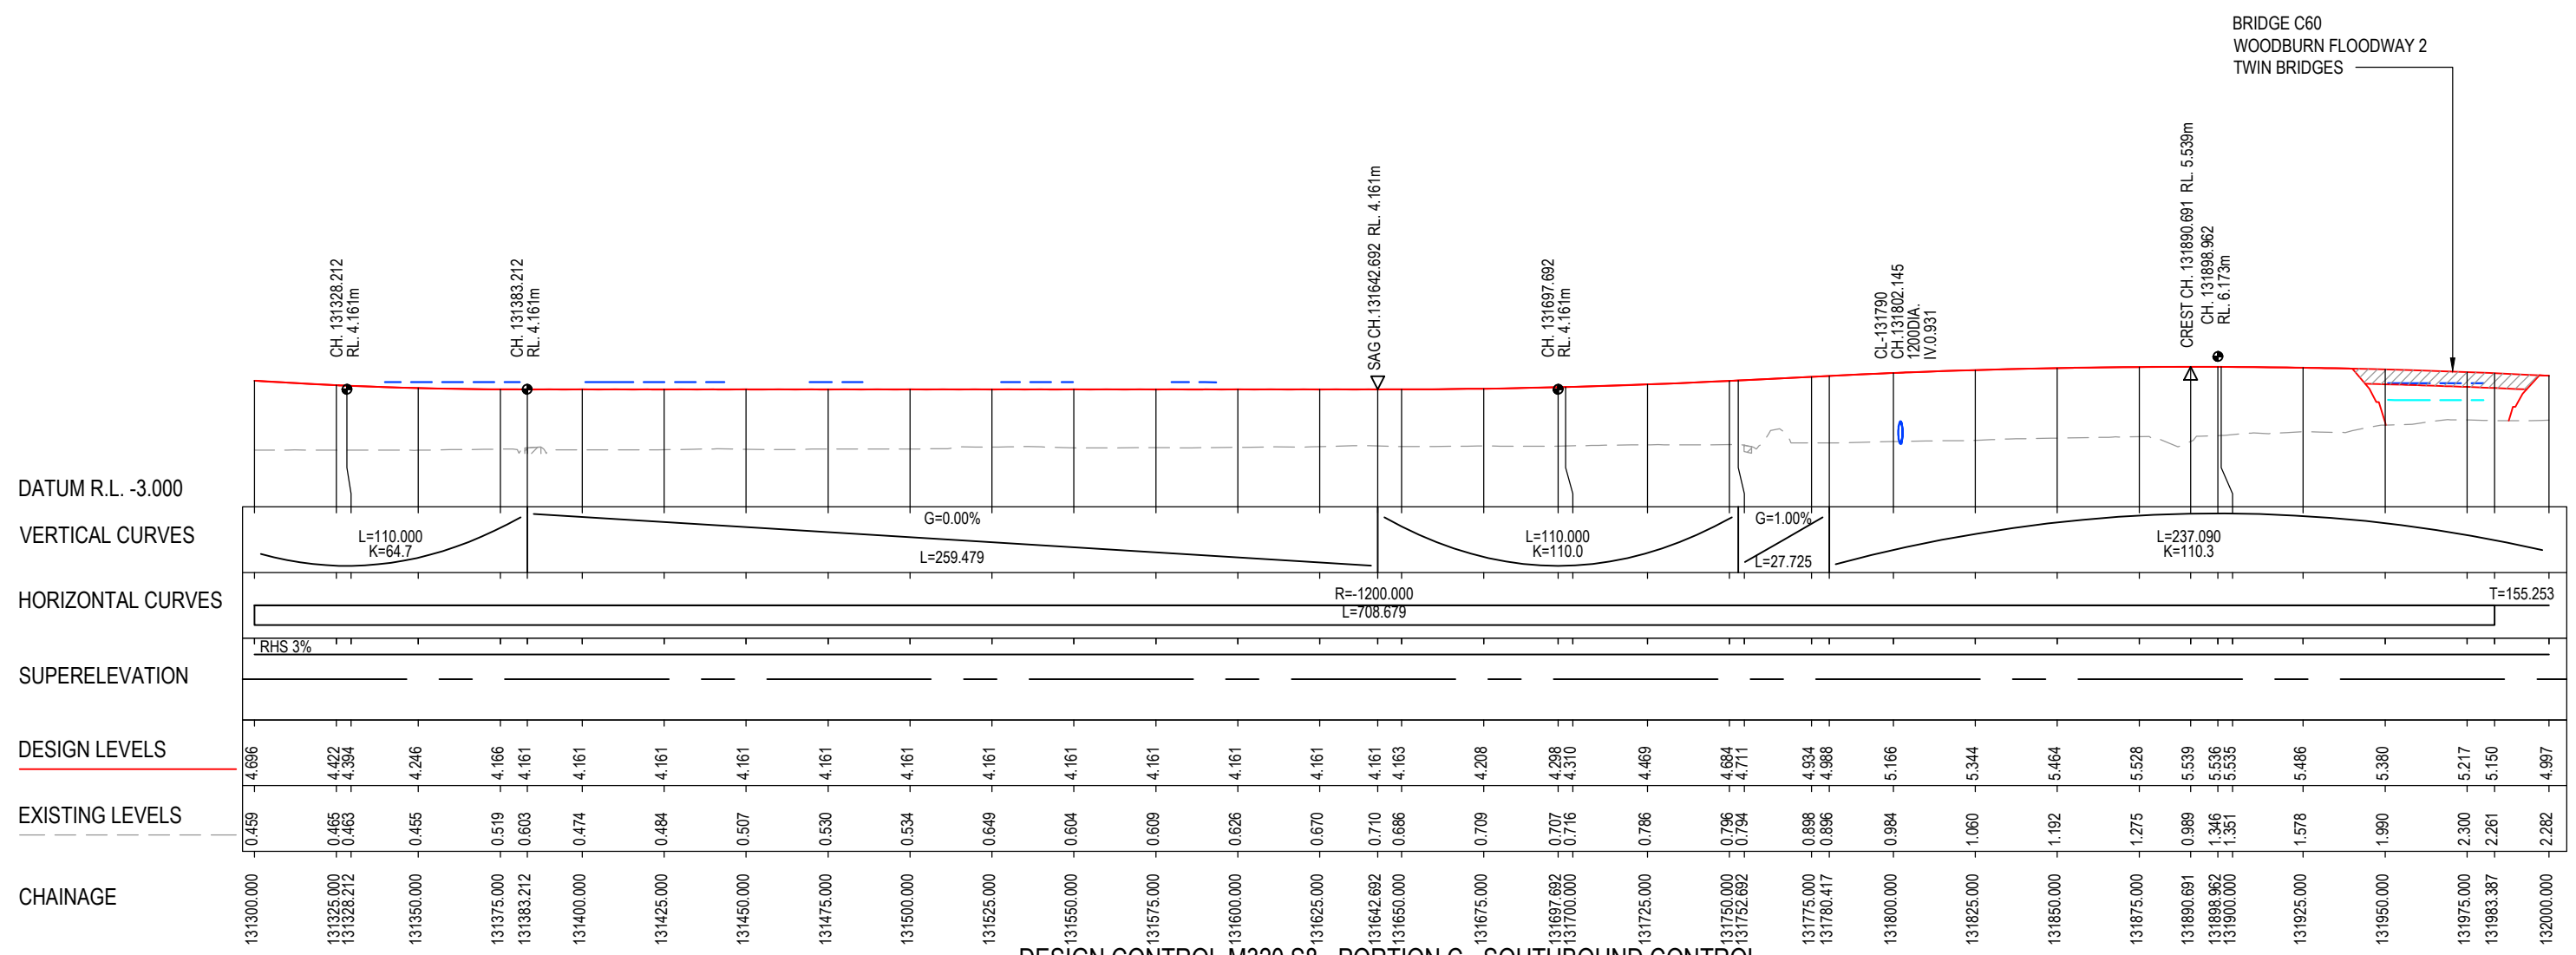 BRIDGE C60
WOODBURN FLOODWAY 2
TWIN BRIDGES
CH. 131328.212
RL. 4.161m
CH. 131383.212
RL. 4.161m
SAG CH.131642.692 RL. 4.161m
CH. 131697.692
RL. 4.161m
CL-131790
CH.131802.145
1200DIA.
IV.0.931
CREST CH. 131890.691 RL. 5.539m
CH. 131898.962
RL. 6.173m
DATUM R.L. -3.000
VERTICAL CURVES
L=110.000
K=64.7
G=0.00%
L=259.479
L=110.000
K=110.0
G=1.00%
L=27.725
L=237.090
K=110.3
HORIZONTAL CURVES
R=-1200.000
L=708.679
T=155.253
SUPERELEVATION
RHS 3%
DESIGN LEVELS
4.696 4.422 4.394 4.246 4.166 4.161 4.161 4.161 4.161 4.161 4.161 4.161 4.161 4.161 4.161 4.161 4.161 4.163 4.208 4.298 4.310 4.469 4.684 4.711 4.934 4.988 5.166 5.344 5.464 5.528 5.539 5.536 5.535 5.486 5.380 5.217 5.150 4.997
EXISTING LEVELS
0.459 0.465 0.463 0.455 0.519 0.603 0.474 0.484 0.507 0.530 0.534 0.649 0.604 0.609 0.626 0.670 0.710 0.686 0.709 0.707 0.716 0.786 0.796 0.794 0.898 0.896 0.984 1.060 1.192 1.275 0.989 1.346 1.351 1.578 1.990 2.300 2.261 2.282
CHAINAGE
131300.000 131325.000 131328.212 131350.000 131375.000 131383.212 131400.000 131425.000 131450.000 131475.000 131500.000 131525.000 131550.000 131575.000 131600.000 131625.000 131642.692 131650.000 131675.000 131697.692 131700.000 131725.000 131750.000 131752.692 131775.000 131780.417 131800.000 131825.000 131850.000 131875.000 131890.691 131898.962 131900.000 131925.000 131950.000 131975.000 131983.387 132000.000
DESIGN CONTROL M320 S8 - PORTION C - SOUTHBOUND CONTROL